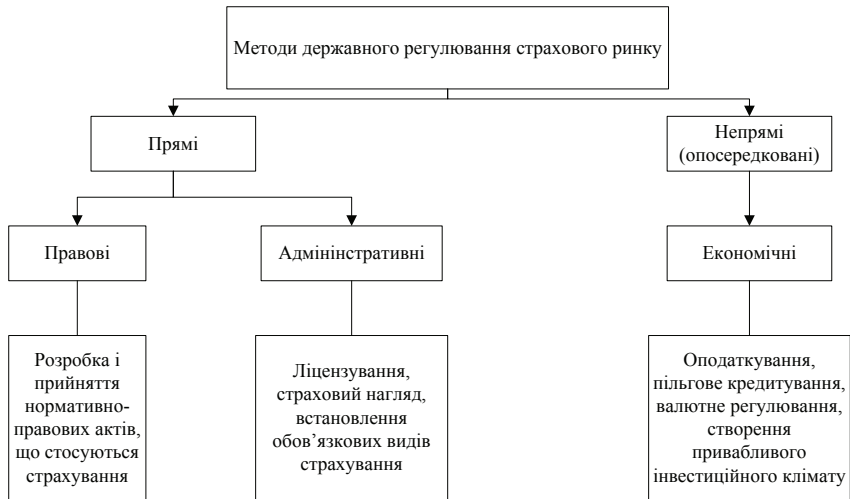 Методи державного регулювання страхового ринку
Прямі
Непрямі
(опосередковані)
Правові
Адмінінстративні
Економічні
Розробка і
прийняття
нормативно-
правових актів,
що стосуються
страхування
Ліцензування,
страховий нагляд,
встановлення
обов’язкових видів
страхування
Оподаткування,
пільгове кредитування,
валютне регулювання,
створення
привабливого
інвестиційного клімату